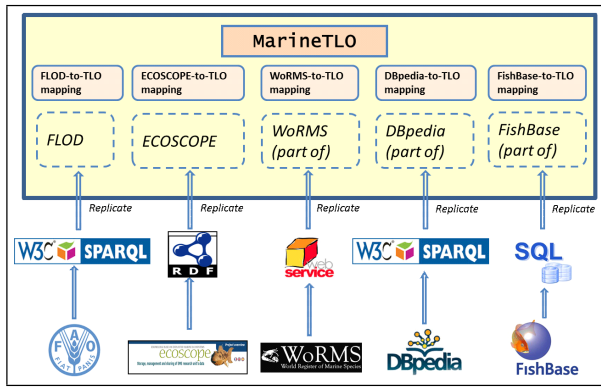 MarineTLO
FLOD-to-TLO mapping
ECOSCOPE-to-TLO mapping
WoRMS-to-TLO mapping
DBpedia-to-TLO mapping
FishBase-to-TLO mapping
FLOD
ECOSCOPE
WoRMS (part of)
DBpedia (part of)
FishBase (part of)
Replicate
Replicate
Replicate
Replicate
Replicate
W3C SPARQL
RDF
web service
W3C SPARQL
SQL
FAO
FIAT PANIS
ecoscope
WoRMS
World Register of Marine Species
DBpedia
FishBase